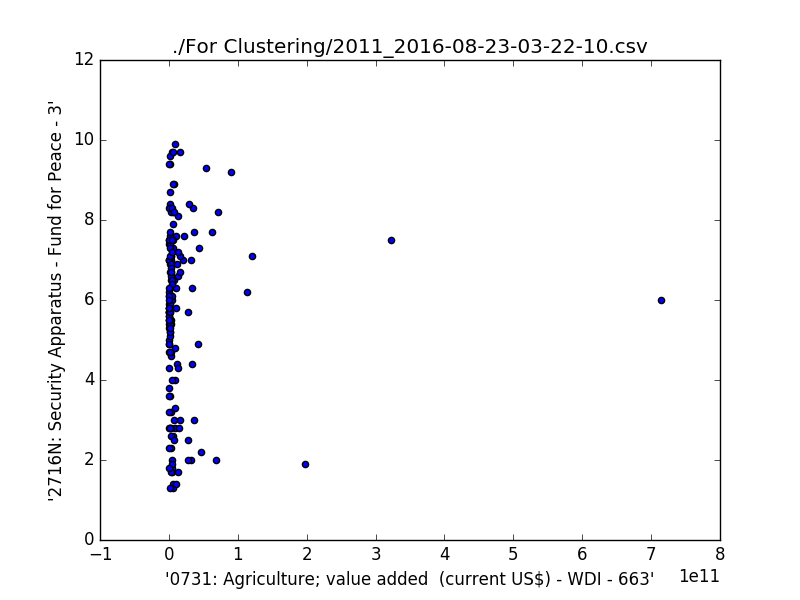 ./For Clustering/2011_2016-08-23-03-22-10.csv
12
10
8
6
4
2
0
'2716N: Security Apparatus - Fund for Peace - 3'
−1 0 1 2 3 4 5 6 7 8
1e11
'0731: Agriculture; value added  (current US$) - WDI - 663'